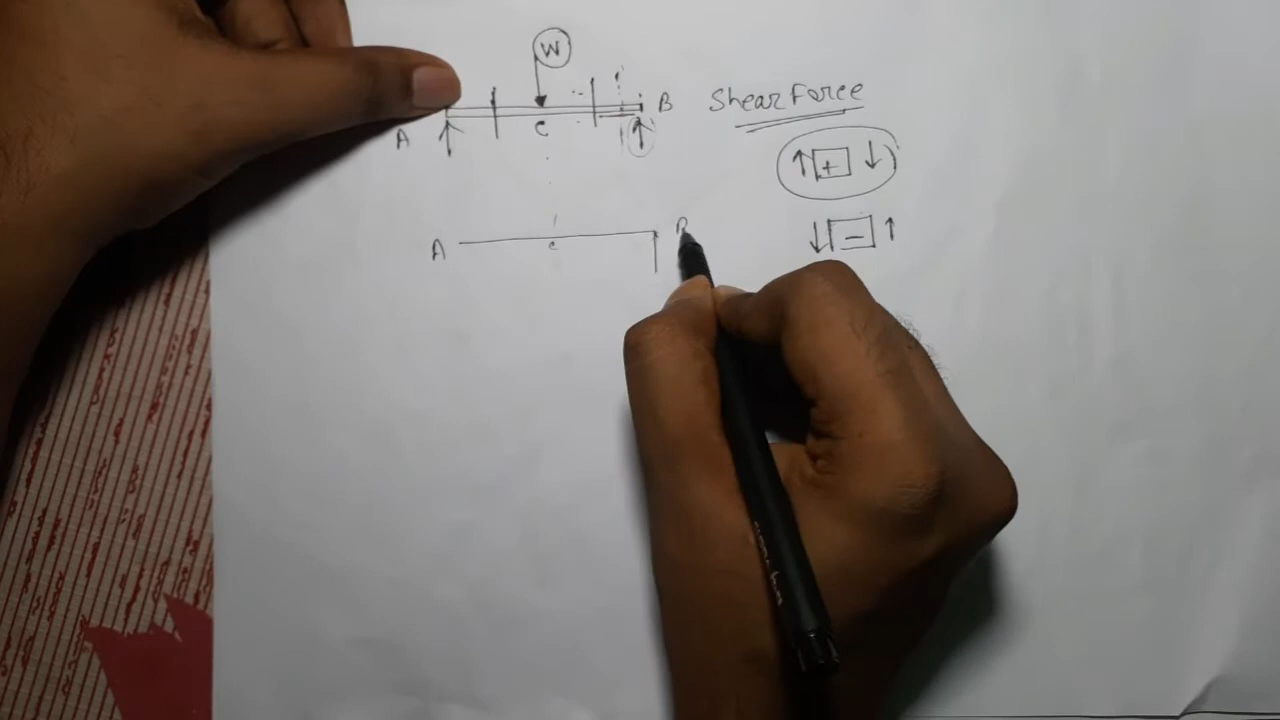 W
A C B
Shear Force
+
A C B
−